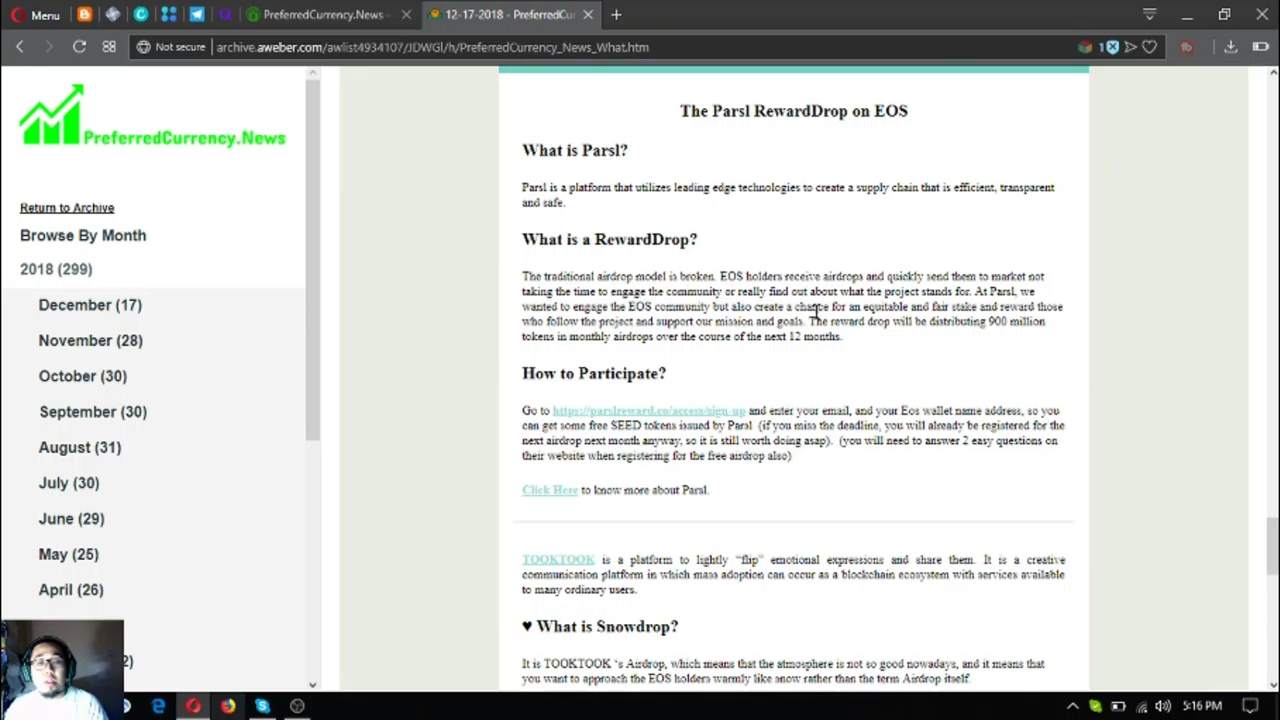 Menu
PreferredCurrency.News -
12-17-2018 - PreferredCur
Not secure
archive.aweber.com/awlist4934107/JDWGl/h/PreferredCurrency_News_What.htm
1
PreferredCurrency.News
Return to Archive
Browse By Month
2018 (299)
December (17)
November (28)
October (30)
September (30)
August (31)
July (30)
June (29)
May (25)
April (26)
2)
The Parsl RewardDrop on EOS
What is Parsl?
Parsl is a platform that utilizes leading edge technologies to create a supply chain that is efficient, transparent
and safe.
What is a RewardDrop?
The traditional airdrop model is broken. EOS holders receive airdrops and quickly send them to market not
taking the time to engage the community or really find out about what the project stands for. At Parsl, we
wanted to engage the EOS community but also create a chance for an equitable and fair stake and reward those
who follow the project and support our mission and goals. The reward drop will be distributing 900 million
tokens in monthly airdrops over the course of the next 12 months.
How to Participate?
Go to https://parslreward.co/access/sign_up and enter your email, and your Eos wallet name address, so you
can get some free SEED tokens issued by Parsl (if you miss the deadline, you will already be registered for the
next airdrop next month anyway, so it is still worth doing asap). (you will need to answer 2 easy questions on
their website when registering for the free airdrop also)
Click Here to know more about Parsl.
TOOKTOOK is a platform to lightly “flip” emotional expressions and share them. It is a creative
communication platform in which mass adoption can occur as a blockchain ecosystem with services available
to many ordinary users.
♥ What is Snowdrop?
It is TOOKTOOK ‘s Airdrop, which means that the atmosphere is not so good nowadays, and it means that
you want to approach the EOS holders warmly like snow rather than the term Airdrop itself.
5:16 PM